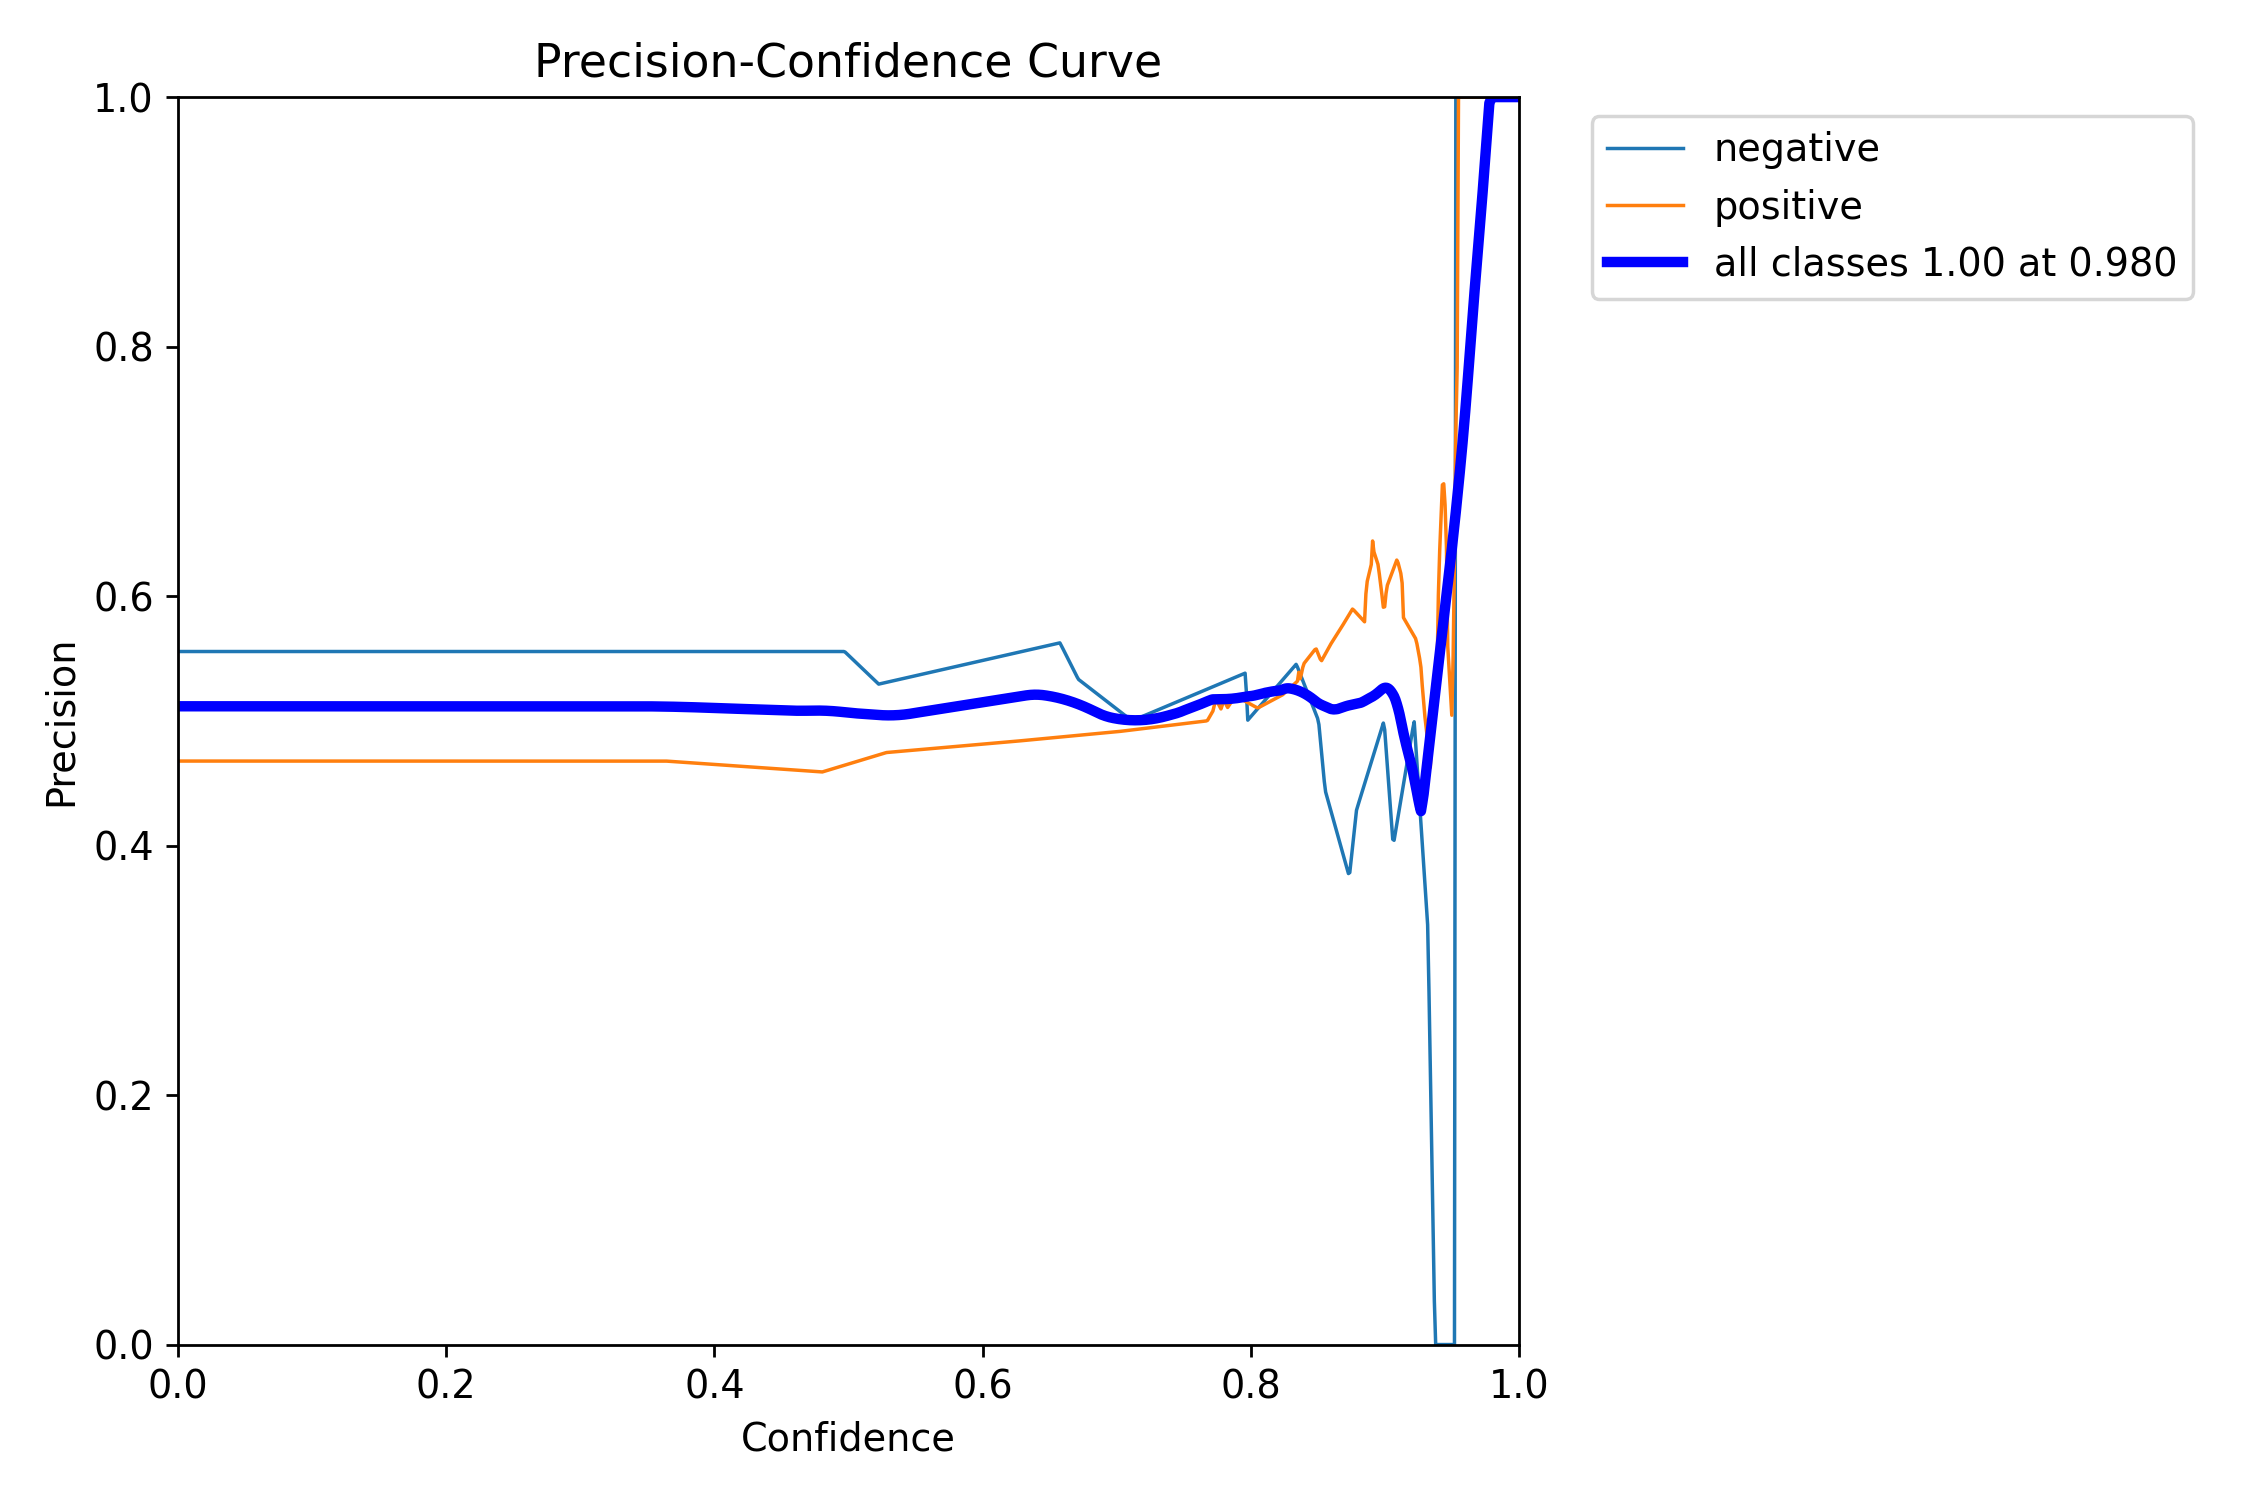 Precision-Confidence Curve
1.0
0.8
0.6
0.4
0.2
0.0
Precision
0.0 0.2 0.4 0.6 0.8 1.0
Confidence
negative
positive
all classes 1.00 at 0.980